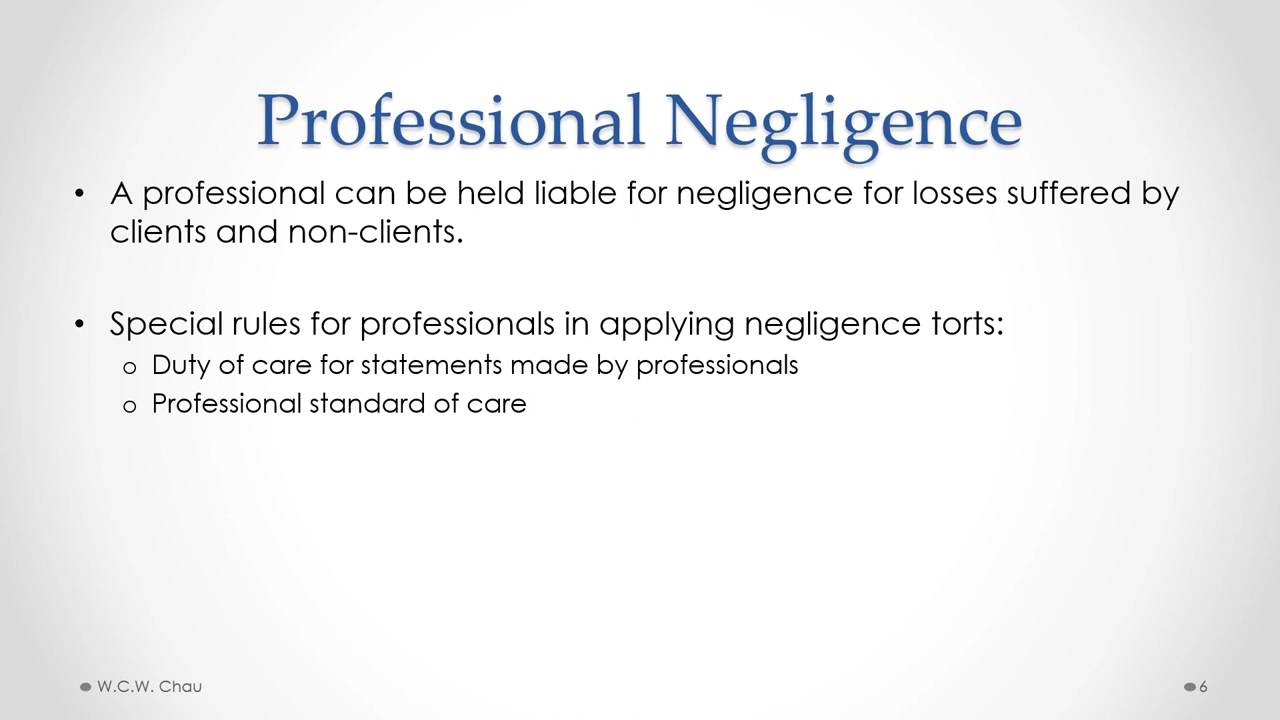 Professional Negligence
• A professional can be held liable for negligence for losses suffered by
clients and non-clients.
• Special rules for professionals in applying negligence torts:
o Duty of care for statements made by professionals
o Professional standard of care
W.C.W. Chau
6